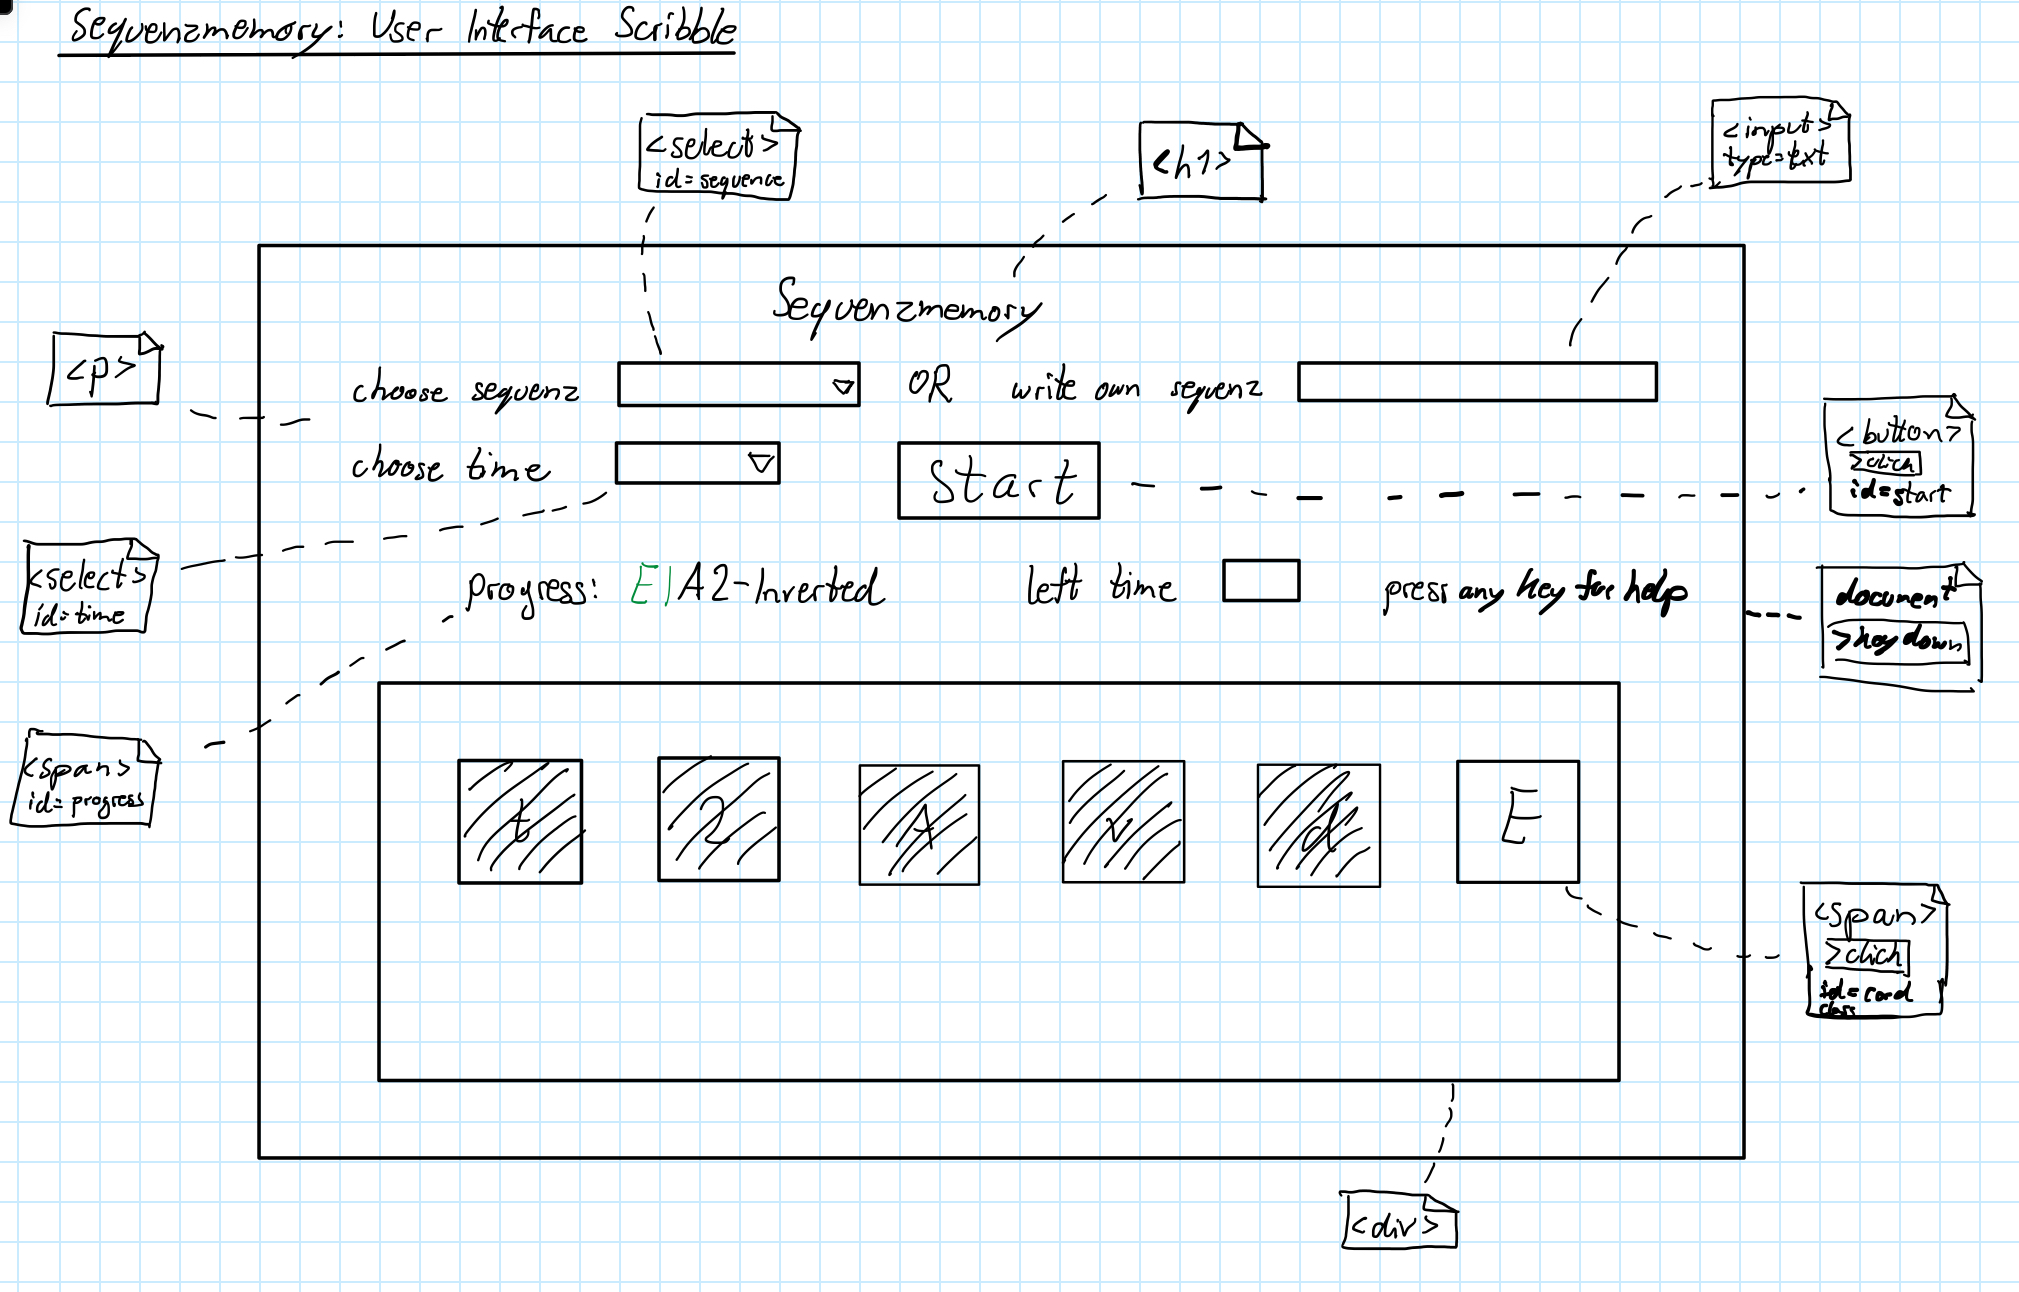 Sequenzmemory: User Interface Scribble
<select>
id=sequence
<h1>
<input>
type=text
Sequenzmemory
<p>
choose sequenz OR write own sequenz
choose time Start
<button>
>click
id=start
<select>
id=time
Progress: EIA2-Inverted left time press any key for help
document
>keydown
<span>
id=progress
t 2 A v d E
<span>
>click
id=card
class
<div>